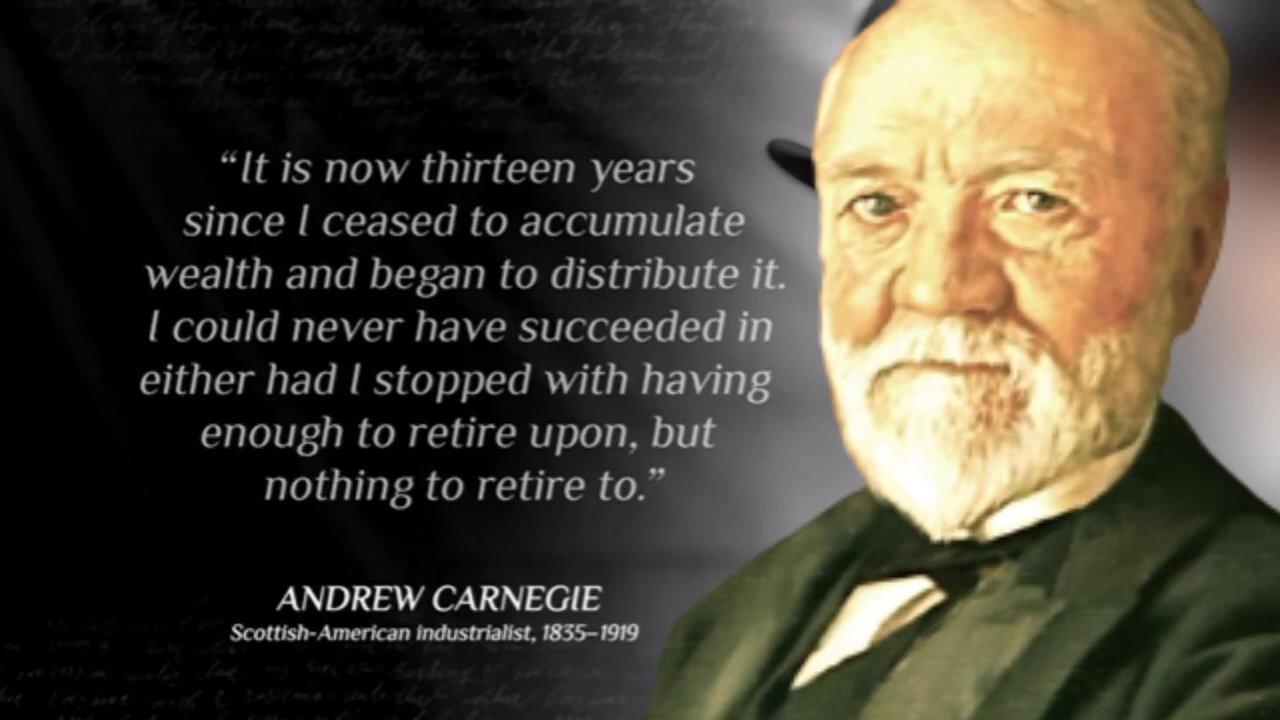 “It is now thirteen years
since I ceased to accumulate
wealth and began to distribute it.
I could never have succeeded in
either had I stopped with having
enough to retire upon, but
nothing to retire to.”
ANDREW CARNEGIE
Scottish-American industrialist, 1835–1919